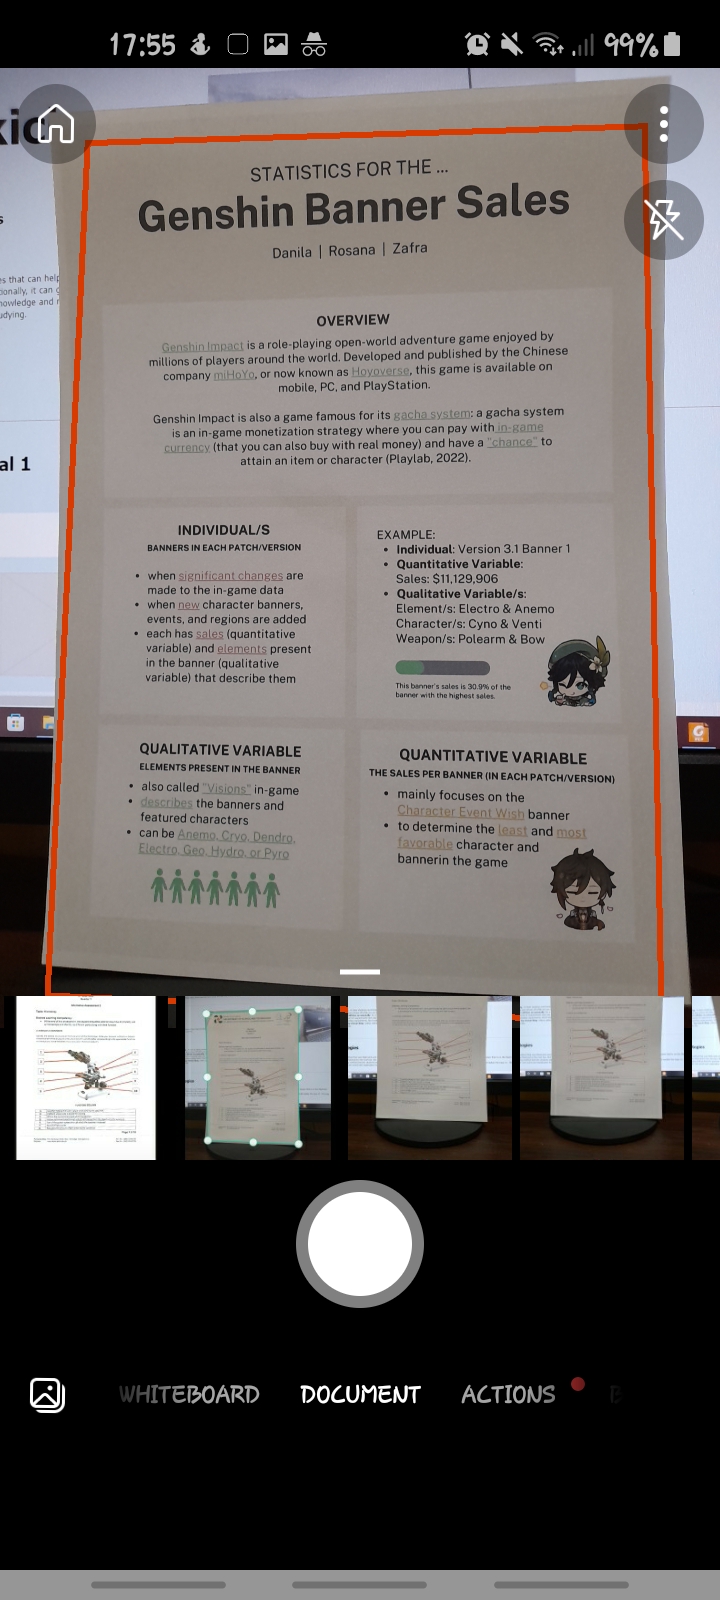 17:55
99%
xic
s
es that can help
ionally, it can g
nowledge and r
udying.
al 1
STATISTICS FOR THE ...
Genshin Banner Sales
Danila | Rosana | Zafra
OVERVIEW
Genshin Impact is a role-playing open-world adventure game enjoyed by
millions of players around the world. Developed and published by the Chinese
company miHoYo, or now known as Hoyoverse, this game is available on
mobile, PC, and PlayStation.
Genshin Impact is also a game famous for its gacha system: a gacha system
is an in-game monetization strategy where you can pay with in-game
currency (that you can also buy with real money) and have a "chance" to
attain an item or character (Playlab, 2022).
INDIVIDUAL/S
BANNERS IN EACH PATCH/VERSION
• when significant changes are
made to the in-game data
• when new character banners,
events, and regions are added
• each has sales (quantitative
variable) and elements present
in the banner (qualitative
variable) that describe them
EXAMPLE:
• Individual: Version 3.1 Banner 1
• Quantitative Variable:
Sales: $11,129,906
• Qualitative Variable/s:
Element/s: Electro & Anemo
Character/s: Cyno & Venti
Weapon/s: Polearm & Bow
This banner's sales is 30.9% of the
banner with the highest sales.
QUALITATIVE VARIABLE
ELEMENTS PRESENT IN THE BANNER
• also called "Visions" in-game
• describes the banners and
featured characters
• can be Anemo, Cryo, Dendro,
Electro, Geo, Hydro, or Pyro
QUANTITATIVE VARIABLE
THE SALES PER BANNER (IN EACH PATCH/VERSION)
• mainly focuses on the
Character Event Wish banner
• to determine the least and most
favorable character and
bannerin the game
WHITEBOARD
DOCUMENT
ACTIONS